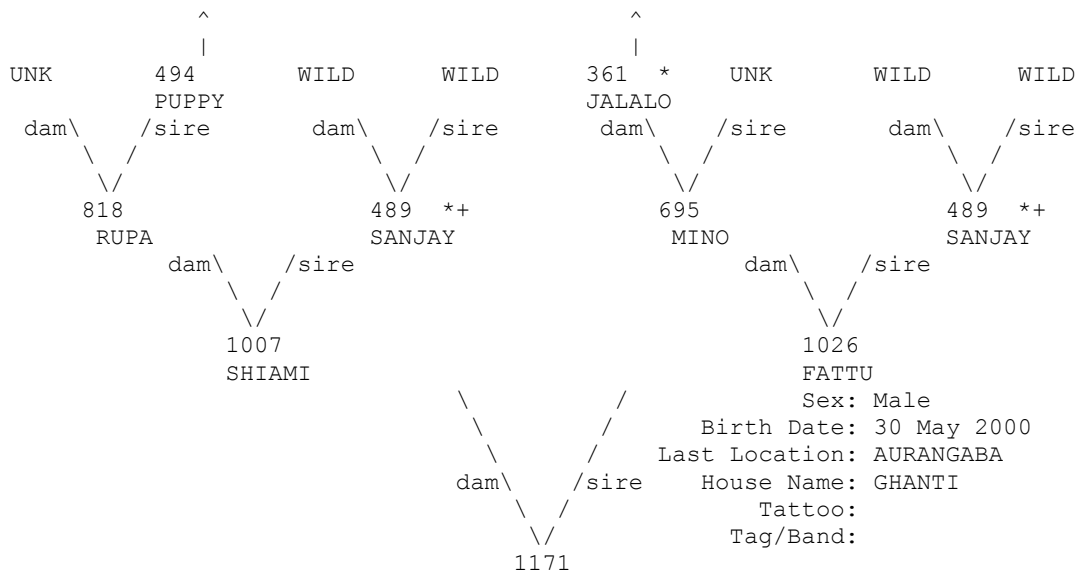 ^ ^
| |
UNK 494 WILD WILD 361 * UNK WILD WILD
PUPPY JALALO
dam\ /sire dam\ /sire dam\ /sire dam\ /sire
\ / \ / \ / \ /
\/ \/ \/ \/
818 489 *+ 695 489 *+
RUPA SANJAY MINO SANJAY
dam\ /sire dam\ /sire
\ / \ /
\/ \/
1007 1026
SHIAMI FATTU
\ / Sex: Male
\ / Birth Date: 30 May 2000
\ / Last Location: AURANGABA
dam\ /sire House Name: GHANTI
\ / Tattoo:
\/ Tag/Band:
1171